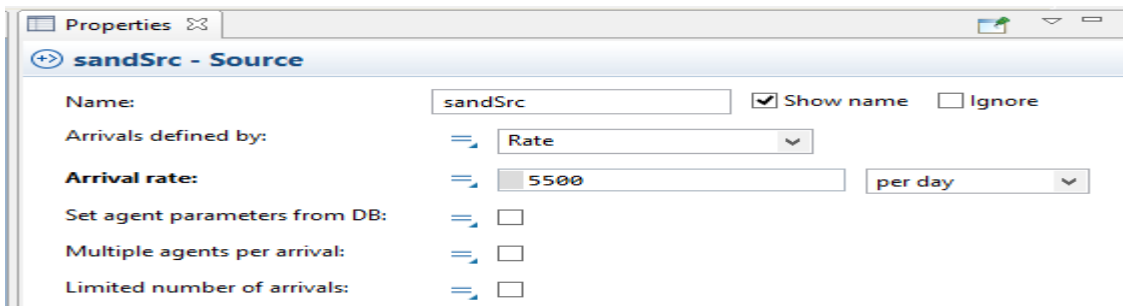 Properties
sandSrc - Source
Name: sandSrc Show name Ignore
Arrivals defined by: Rate
Arrival rate: 5500 per day
Set agent parameters from DB:
Multiple agents per arrival:
Limited number of arrivals: